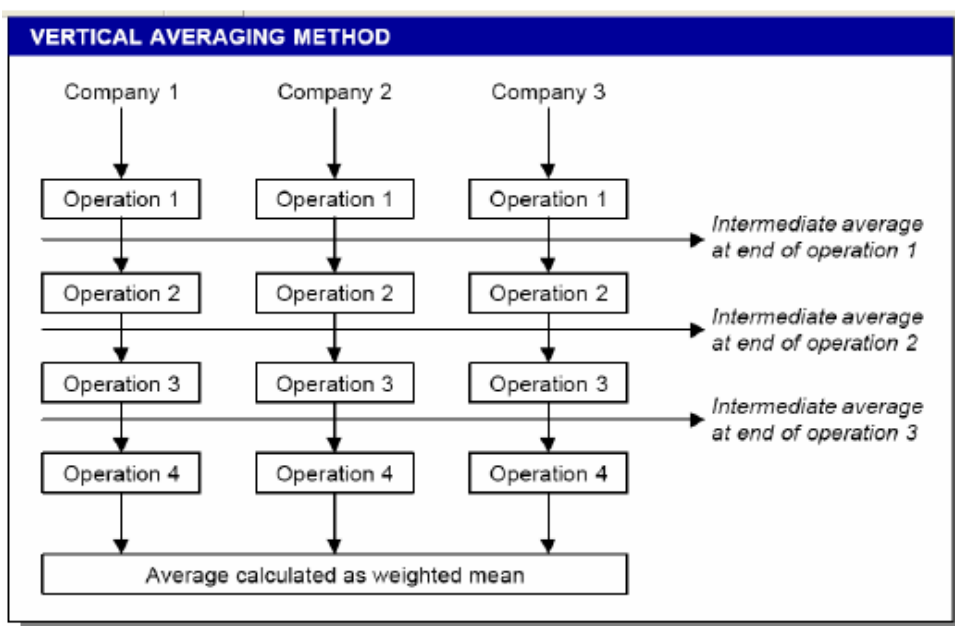 VERTICAL AVERAGING METHOD
Company 1
Company 2
Company 3
Operation 1
Operation 1
Operation 1
Intermediate average
at end of operation 1
Operation 2
Operation 2
Operation 2
Intermediate average
at end of operation 2
Operation 3
Operation 3
Operation 3
Intermediate average
at end of operation 3
Operation 4
Operation 4
Operation 4
Average calculated as weighted mean